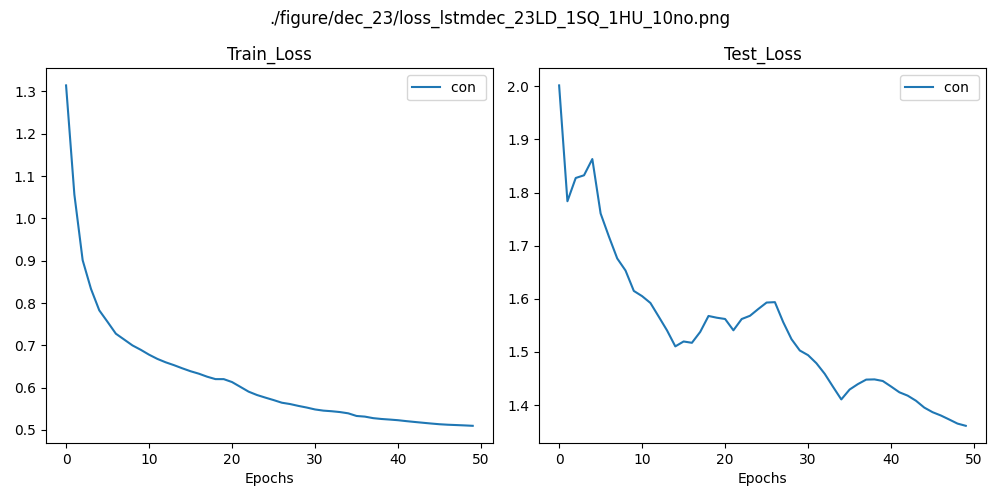 ./figure/dec_23/loss_lstmdec_23LD_1SQ_1HU_10no.png
Train_Loss
con
1.3
1.2
1.1
1.0
0.9
0.8
0.7
0.6
0.5
0 10 20 30 40 50
Epochs
Test_Loss
con
2.0
1.9
1.8
1.7
1.6
1.5
1.4
0 10 20 30 40 50
Epochs